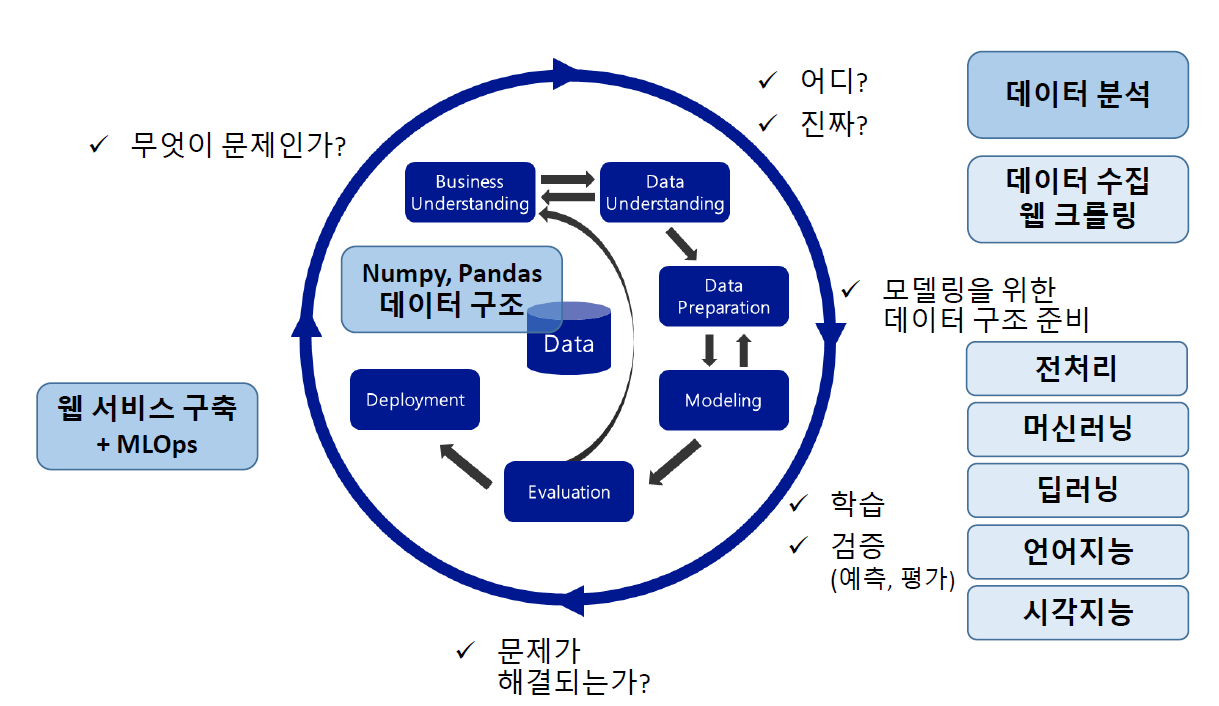 ✓ 어디?
✓ 진짜?
데이터 분석
✓ 무엇이 문제인가?
Business
Understanding
Data
Understanding
데이터 수집
웹 크롤링
Numpy, Pandas
데이터 구조
Data
Data
Preparation
✓ 모델링을 위한
데이터 구조 준비
전처리
웹 서비스 구축
+ MLOps
Deployment
Modeling
머신러닝
Evaluation
딥러닝
✓ 학습
✓ 검증
(예측, 평가)
언어지능
시각지능
✓ 문제가
해결되는가?